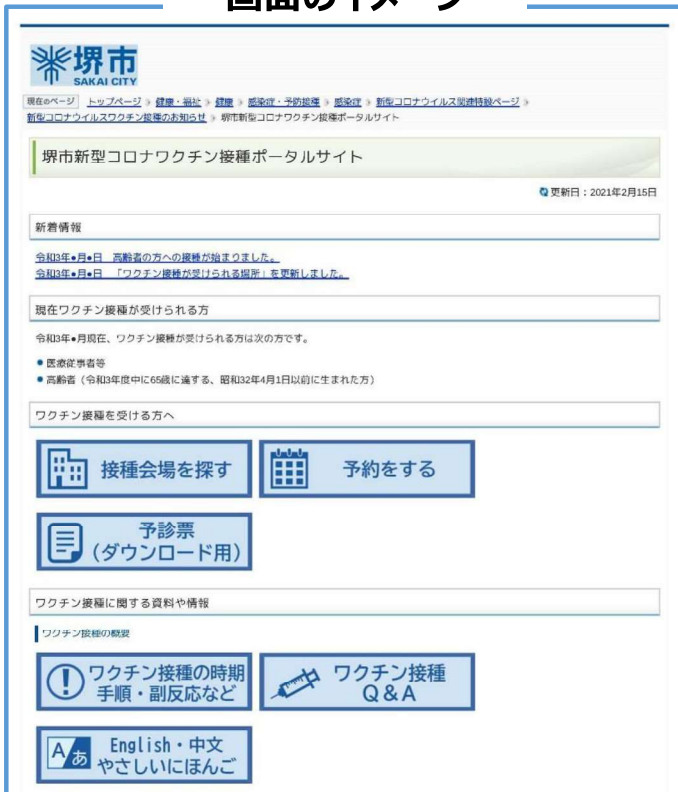 画面のイメージ
堺市
SAKAI CITY
現在のページ トップページ > 健康・福祉 > 健康 > 感染症・予防接種 > 感染症 > 新型コロナウイルス関連特設ページ >
新型コロナウイルスワクチン接種のお知らせ > 堺市新型コロナワクチン接種ポータルサイト
堺市新型コロナワクチン接種ポータルサイト
更新日：2021年2月15日
新着情報
令和3年●月●日　高齢者の方への接種が始まりました。
令和3年●月●日　「ワクチン接種が受けられる場所」を更新しました。
現在ワクチン接種が受けられる方
令和3年●月現在、ワクチン接種が受けられる方は次の方です。
● 医療従事者等
● 高齢者（令和3年度中に65歳に達する、昭和32年4月1日以前に生まれた方）
ワクチン接種を受ける方へ
接種会場を探す
予約をする
予診票
（ダウンロード用）
ワクチン接種に関する資料や情報
ワクチン接種の概要
ワクチン接種の時期
手順・副反応など
ワクチン接種
Q＆A
Aあ
English・中文
やさしいにほんご